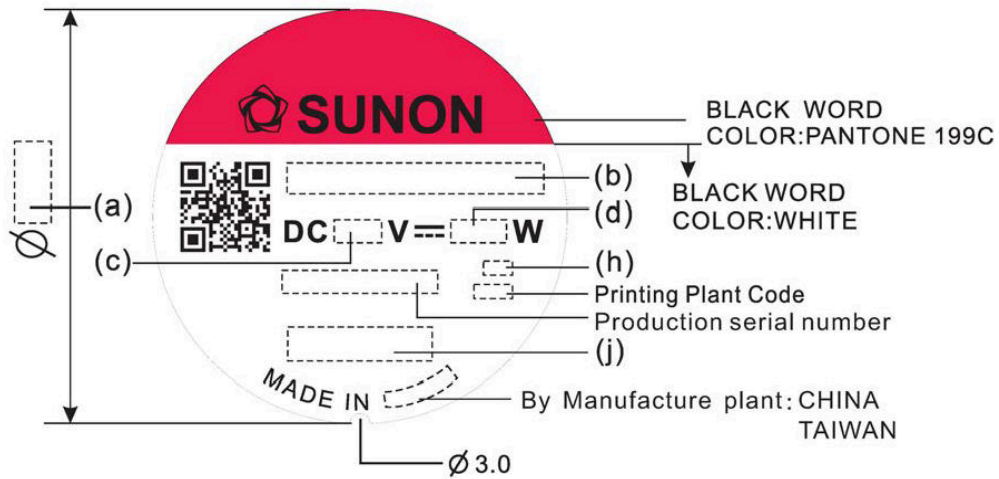 SUNON
BLACK WORD
COLOR:PANTONE 199C
(a)
(b)
BLACK WORD
COLOR:WHITE
DC V W
(d)
(c)
(h)
Printing Plant Code
Production serial number
(j)
MADE IN
By Manufacture plant: CHINA
TAIWAN
Ø
Ø 3.0